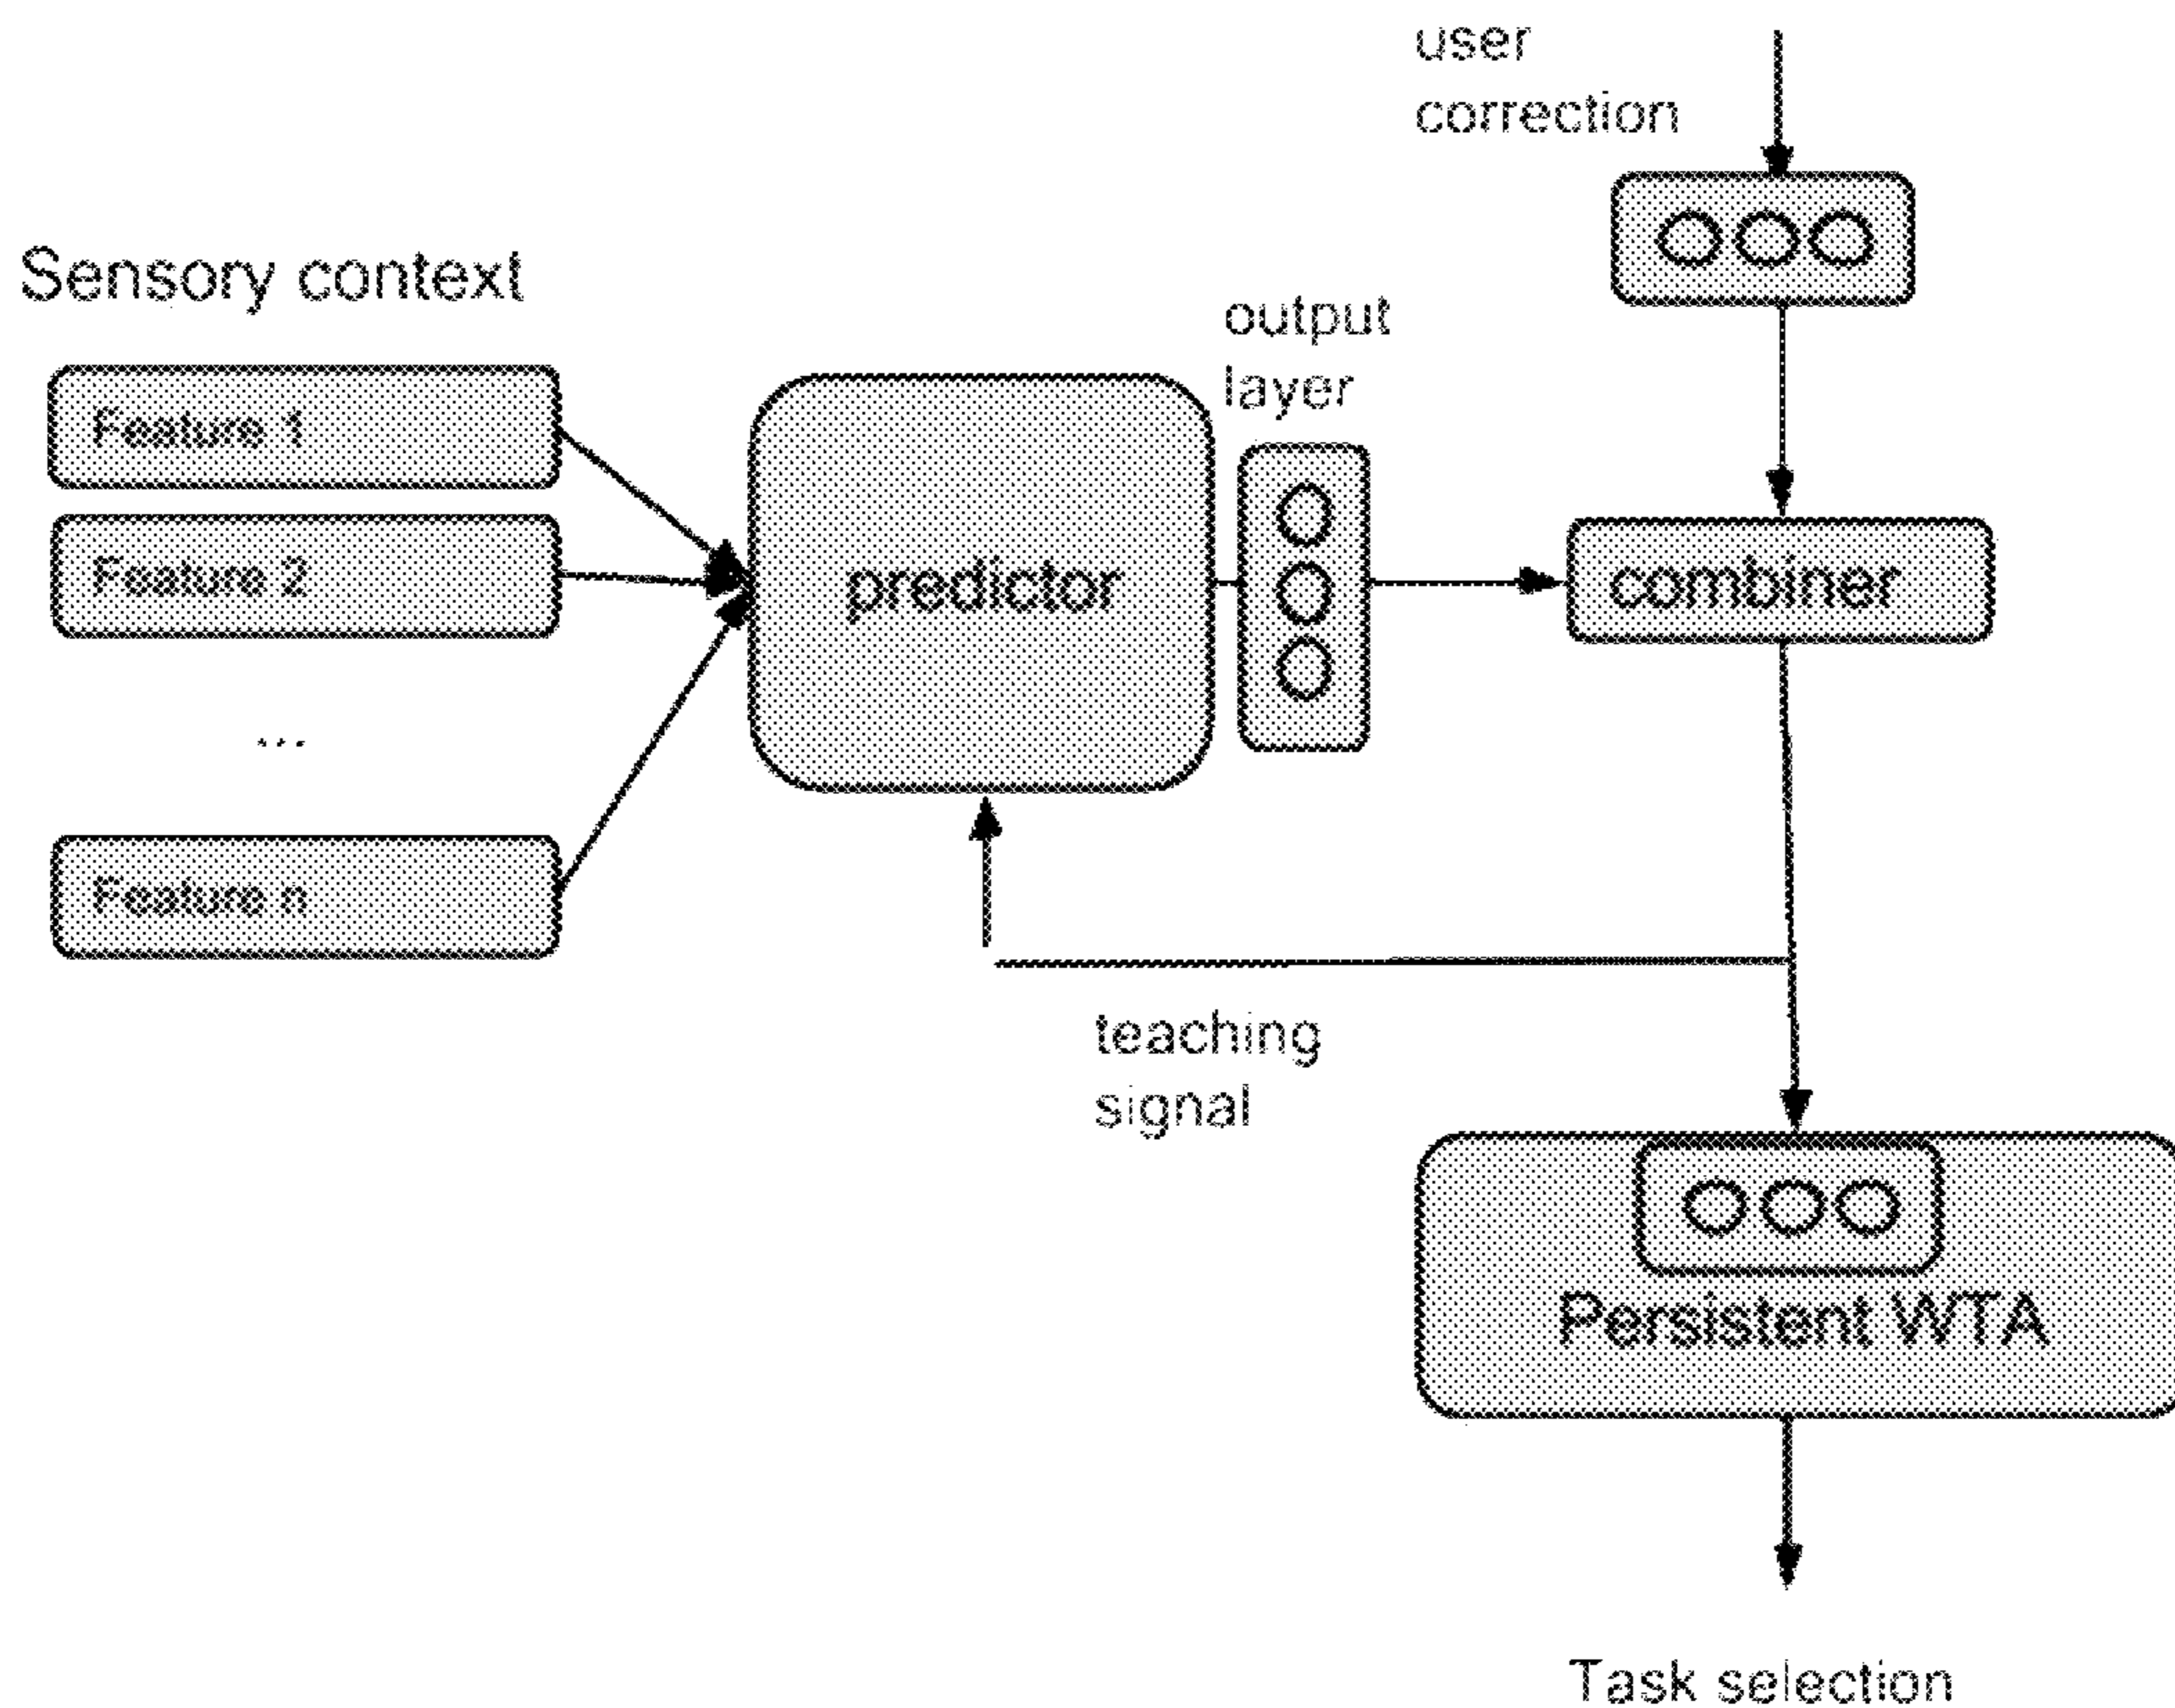 user
correction
Sensory context
output
layer
Feature 1
Feature 2
predictor
combiner
...
Feature n
teaching
signal
Persistent WTA
Task selection